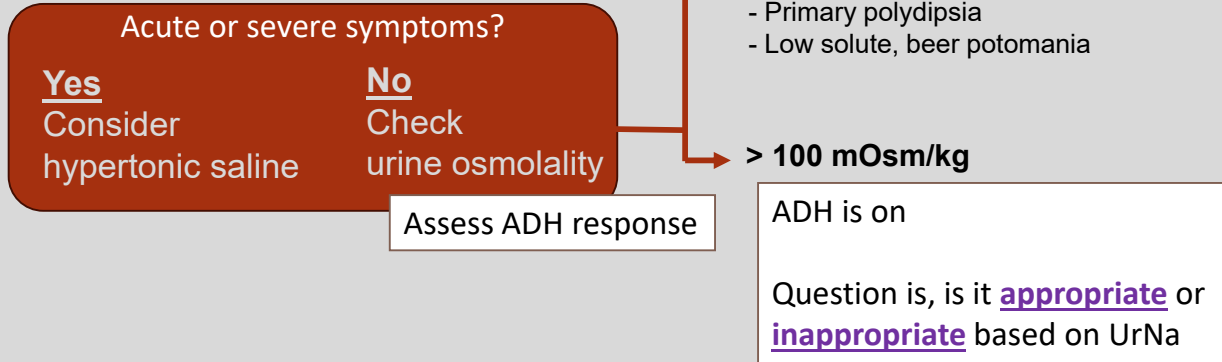 Acute or severe symptoms?
Yes
Consider
hypertonic saline
No
Check
urine osmolality
Assess ADH response
- Primary polydipsia
- Low solute, beer potomania
> 100 mOsm/kg
ADH is on
Question is, is it appropriate or
inappropriate based on UrNa